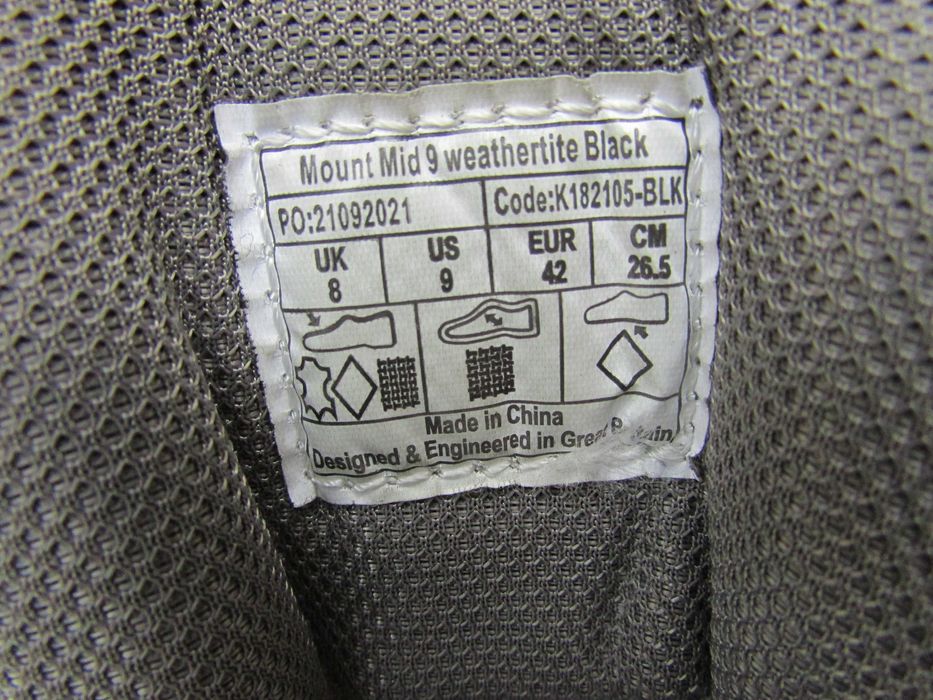 Mount Mid 9 weathertite Black
PO:21092021 Code:K182105-BLK
UK US EUR CM
8 9 42 26.5
Made in China
Designed & Engineered in Great